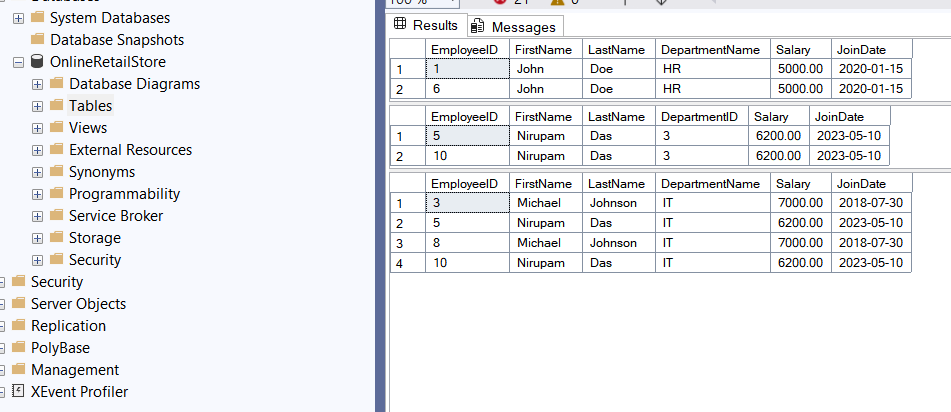 Databases
System Databases
Database Snapshots
OnlineRetailStore
Database Diagrams
Tables
Views
External Resources
Synonyms
Programmability
Service Broker
Storage
Security
Security
Server Objects
Replication
PolyBase
Management
XEvent Profiler
100 % 21 0
Results Messages
EmployeeID FirstName LastName DepartmentName Salary JoinDate
1 1 John Doe HR 5000.00 2020-01-15
2 6 John Doe HR 5000.00 2020-01-15
EmployeeID FirstName LastName DepartmentID Salary JoinDate
1 5 Nirupam Das 3 6200.00 2023-05-10
2 10 Nirupam Das 3 6200.00 2023-05-10
EmployeeID FirstName LastName DepartmentName Salary JoinDate
1 3 Michael Johnson IT 7000.00 2018-07-30
2 5 Nirupam Das IT 6200.00 2023-05-10
3 8 Michael Johnson IT 7000.00 2018-07-30
4 10 Nirupam Das IT 6200.00 2023-05-10